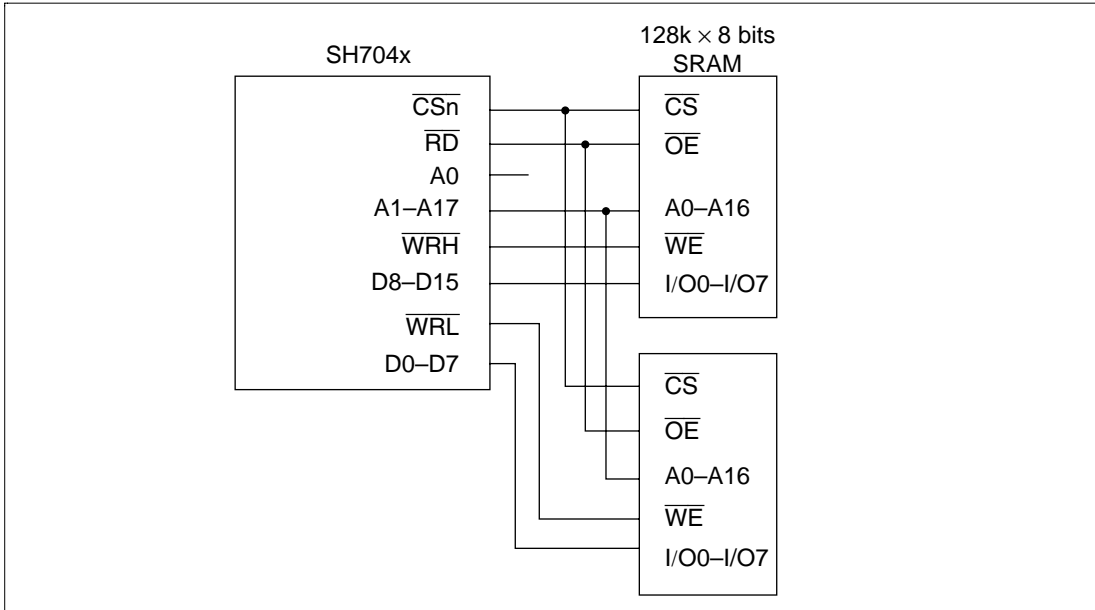 SH704x
CSn
RD
A0
A1–A17
WRH
D8–D15
WRL
D0–D7
128k × 8 bits
SRAM
CS
OE
A0–A16
WE
I/O0–I/O7
CS
OE
A0–A16
WE
I/O0–I/O7